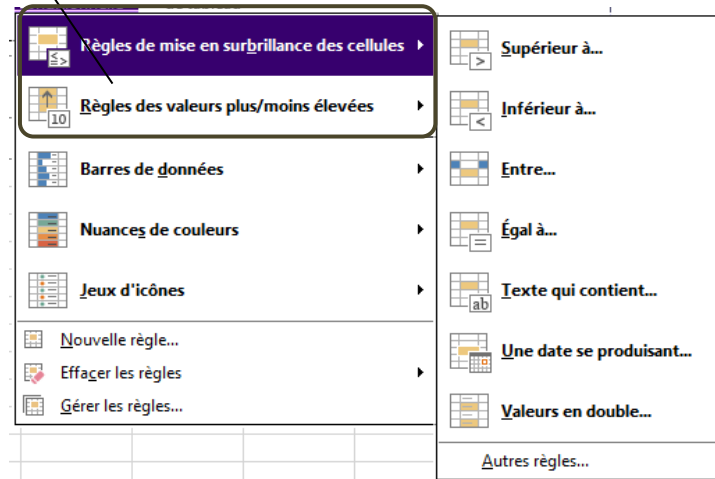 Règles de mise en surbrillance des cellules
Règles des valeurs plus/moins élevées
10
Barres de données
Nuances de couleurs
Jeux d'icônes
Nouvelle règle...
Effacer les règles
Gérer les règles...
Supérieur à...
Inférieur à...
Entre...
Égal à...
Texte qui contient...
ab
Une date se produisant...
Valeurs en double...
Autres règles...